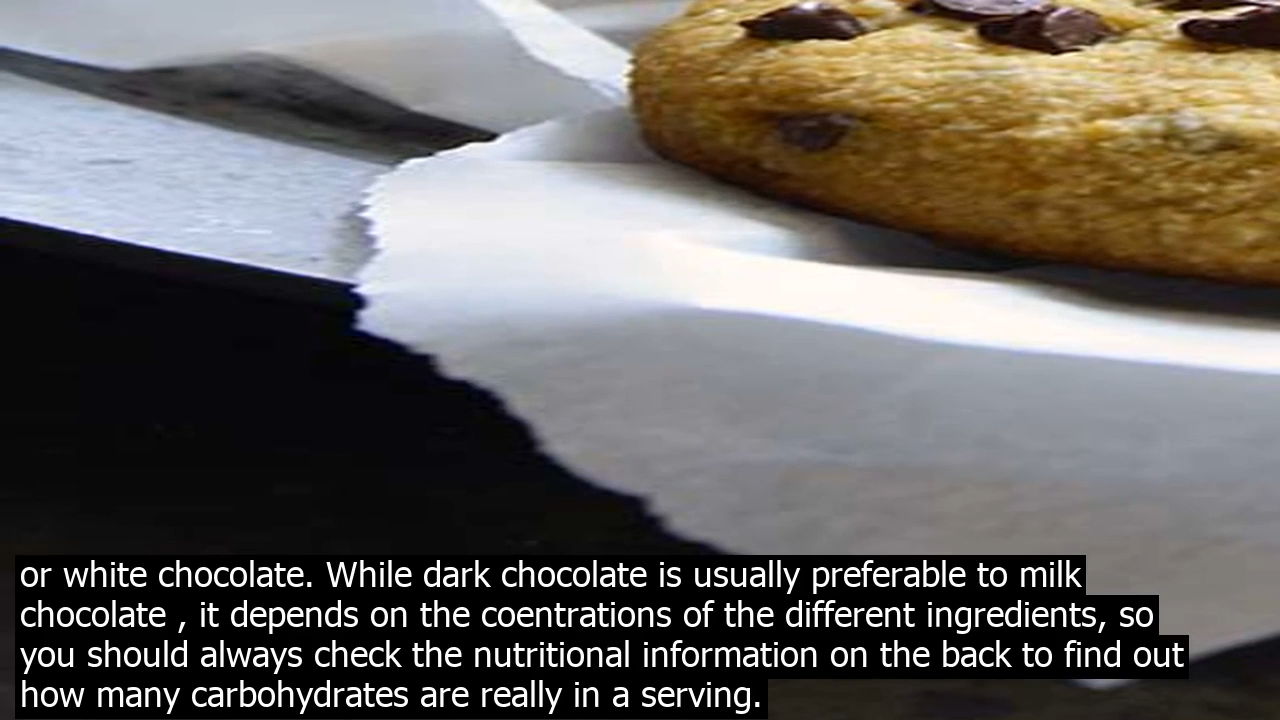 or white chocolate. While dark chocolate is usually preferable to milk
chocolate , it depends on the coentrations of the different ingredients, so
you should always check the nutritional information on the back to find out
how many carbohydrates are really in a serving.